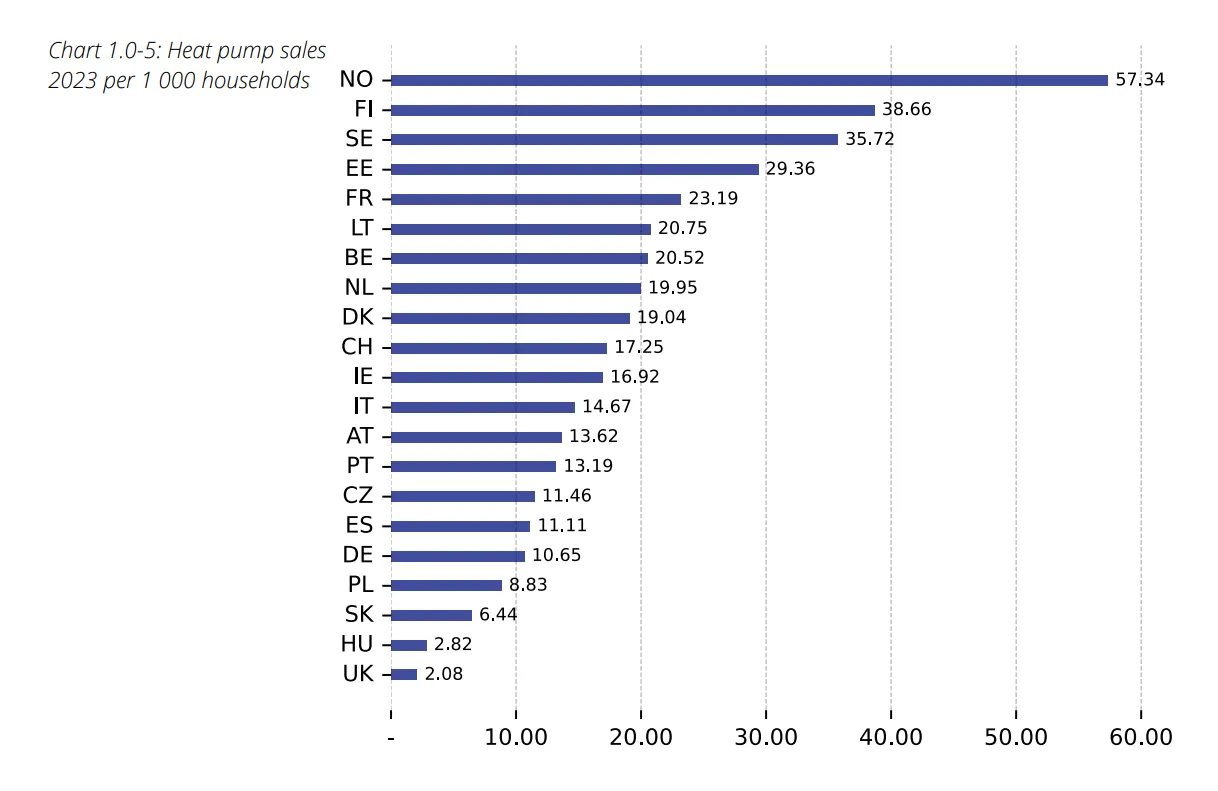 Chart 1.0-5: Heat pump sales
2023 per 1 000 households
NO 57.34
FI 38.66
SE 35.72
EE 29.36
FR 23.19
LT 20.75
BE 20.52
NL 19.95
DK 19.04
CH 17.25
IE 16.92
IT 14.67
AT 13.62
PT 13.19
CZ 11.46
ES 11.11
DE 10.65
PL 8.83
SK 6.44
HU 2.82
UK 2.08
- 10.00 20.00 30.00 40.00 50.00 60.00